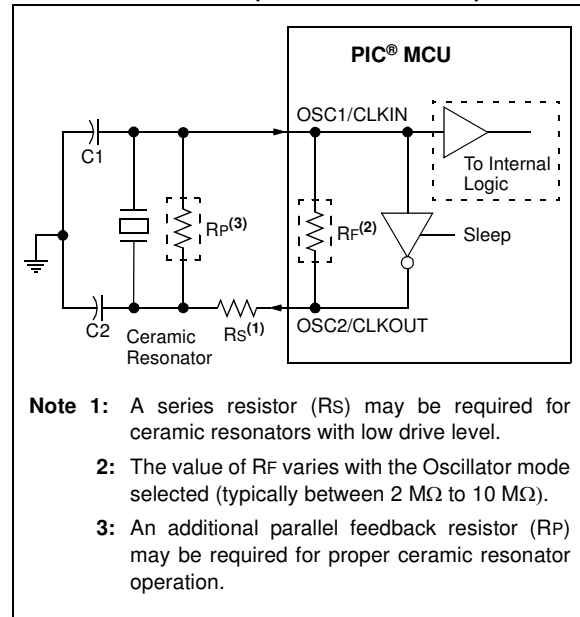 PIC® MCU
OSC1/CLKIN
C1
To Internal
Logic
RP(3)
RF(2)
Sleep
C2
Ceramic
Resonator
RS(1)
OSC2/CLKOUT
Note 1: A series resistor (RS) may be required for
ceramic resonators with low drive level.
2: The value of RF varies with the Oscillator mode
selected (typically between 2 MΩ to 10 MΩ).
3: An additional parallel feedback resistor (RP)
may be required for proper ceramic resonator
operation.